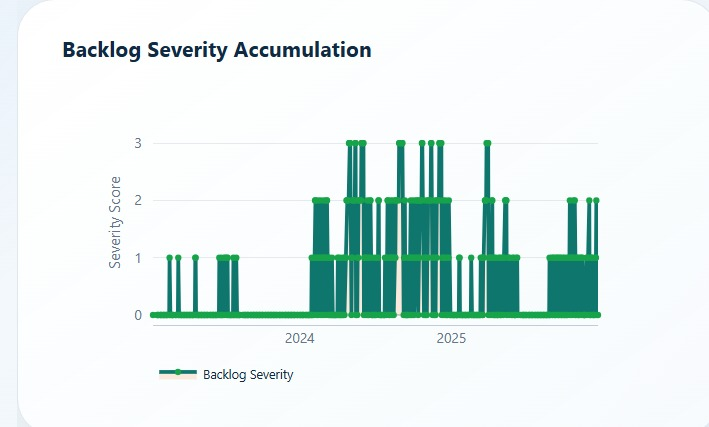 Backlog Severity Accumulation
Severity Score
3
2
1
0
2024 2025
Backlog Severity